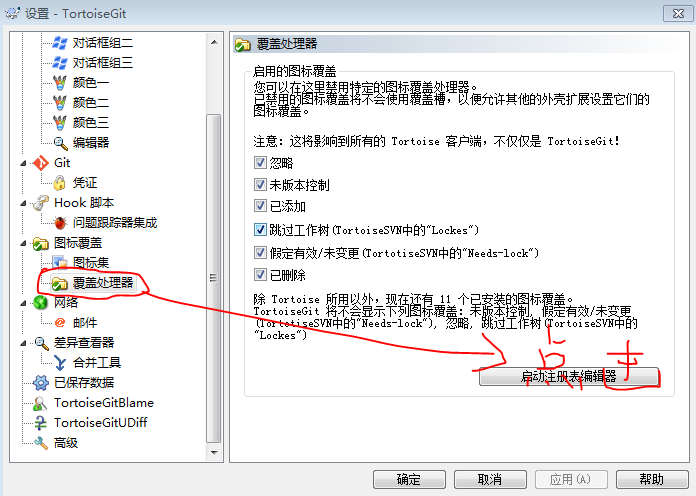 设置 - TortoiseGit
对话框组二
对话框组三
颜色一
颜色二
颜色三
编辑器
Git
凭证
Hook 脚本
问题跟踪器集成
图标覆盖
图标集
覆盖处理器
网络
邮件
差异查看器
合并工具
已保存数据
TortoiseGitBlame
TortoiseGitUDiff
高级
覆盖处理器
启用的图标覆盖
您可以在这里禁用特定的图标覆盖处理器。
已禁用的图标覆盖将不会使用覆盖槽，以便允许其他的外壳扩展设置它们的
图标覆盖。
注意：这将影响到所有的 Tortoise 客户端，不仅仅是 TortoiseGit!
忽略
未版本控制
已添加
跳过工作树(TortoiseSVN中的"Lockes")
假定有效/未变更(TortotiseSVN中的"Needs-lock")
已删除
除 Tortoise 所用以外，现在还有 11 个已安装的图标覆盖。
TortoiseGit 将不会显示下列图标覆盖：未版本控制, 假定有效/未变更
(TortotiseSVN中的"Needs-lock"), 忽略, 跳过工作树(TortoiseSVN中的
"Lockes")
点击
启动注册表编辑器
确定
取消
应用(A)
帮助